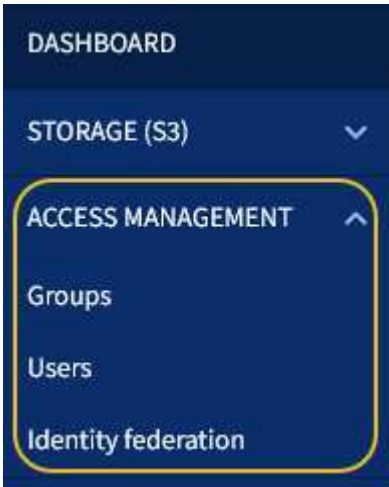 DASHBOARD
STORAGE (S3)
ACCESS MANAGEMENT
Groups
Users
Identity federation